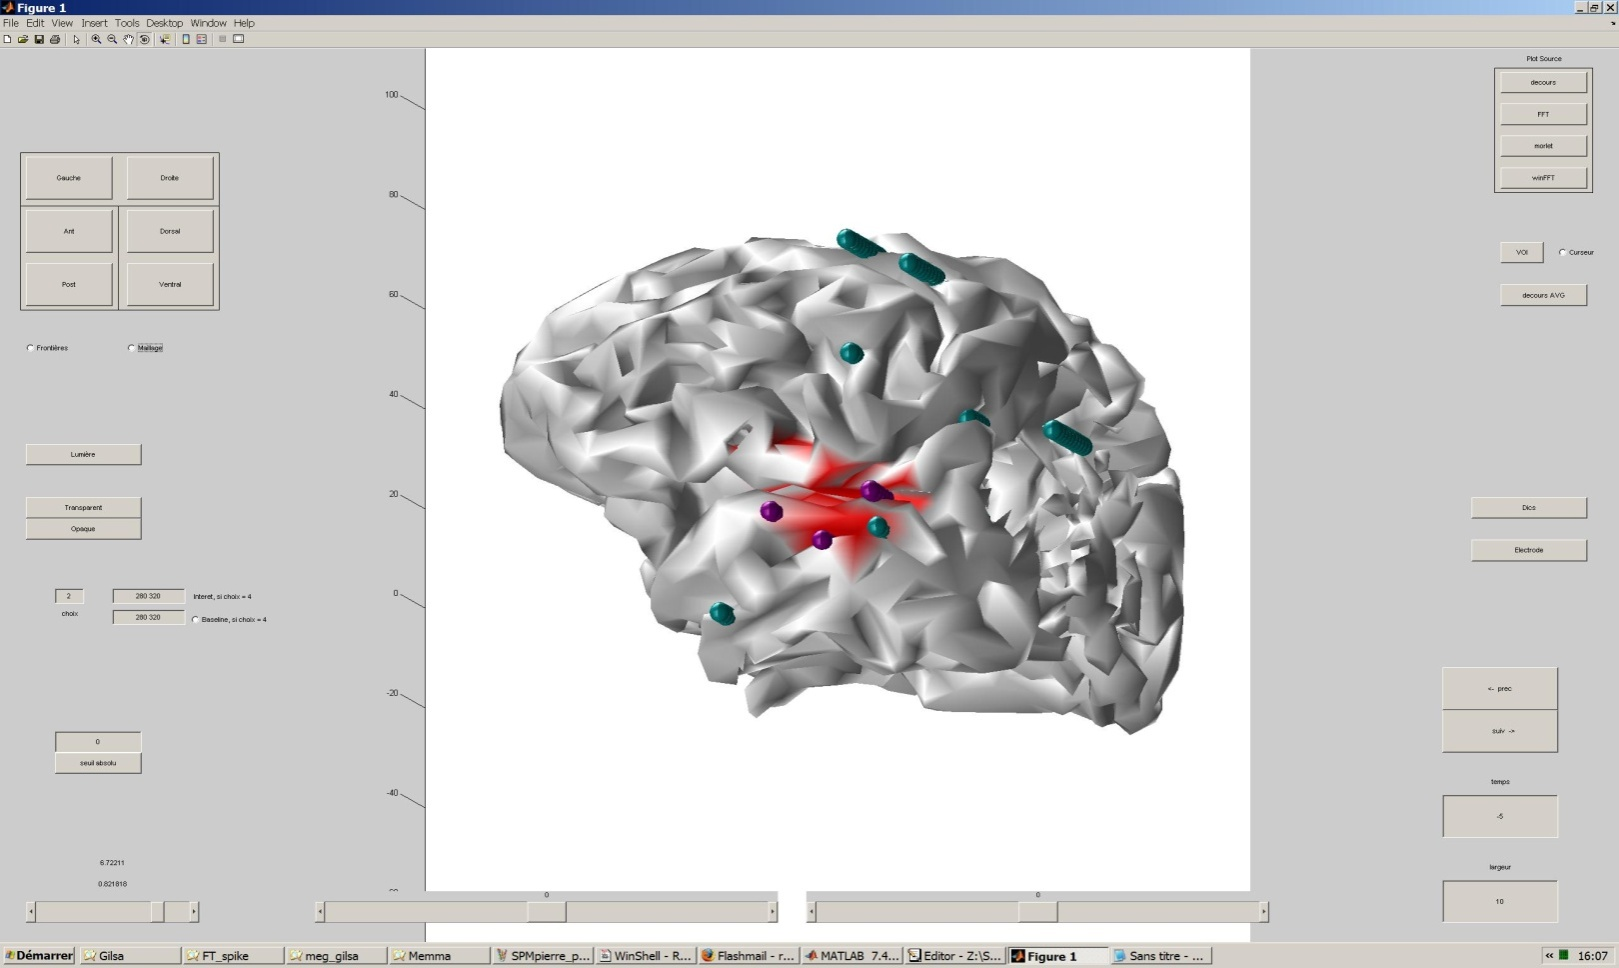 Figure 1
File Edit View Insert Tools Desktop Window Help
Gauche
Droite
Ant
Dorsal
Post
Ventral
Frontières
Maillage
Lumière
Transparent
Opaque
2
280 320
Interet, si choix = 4
choix
280 320
Baseline, si choix = 4
0
seuil absolu
6.72211
0.821818
100
80
60
40
20
0
-20
-40
0
0
Plot Source
decours
FFT
morlet
winFFT
VOI
Curseur
decours AVG
Dics
Electrode
<- prec
suiv ->
temps
-5
largeur
10
Démarrer
Gilsa
FT_spike
meg_gilsa
Memma
SPMpierre_p...
WinShell - R...
Flashmail - r...
MATLAB 7.4...
Editor - Z:\S...
Figure 1
Sans titre - ...
«
16:07